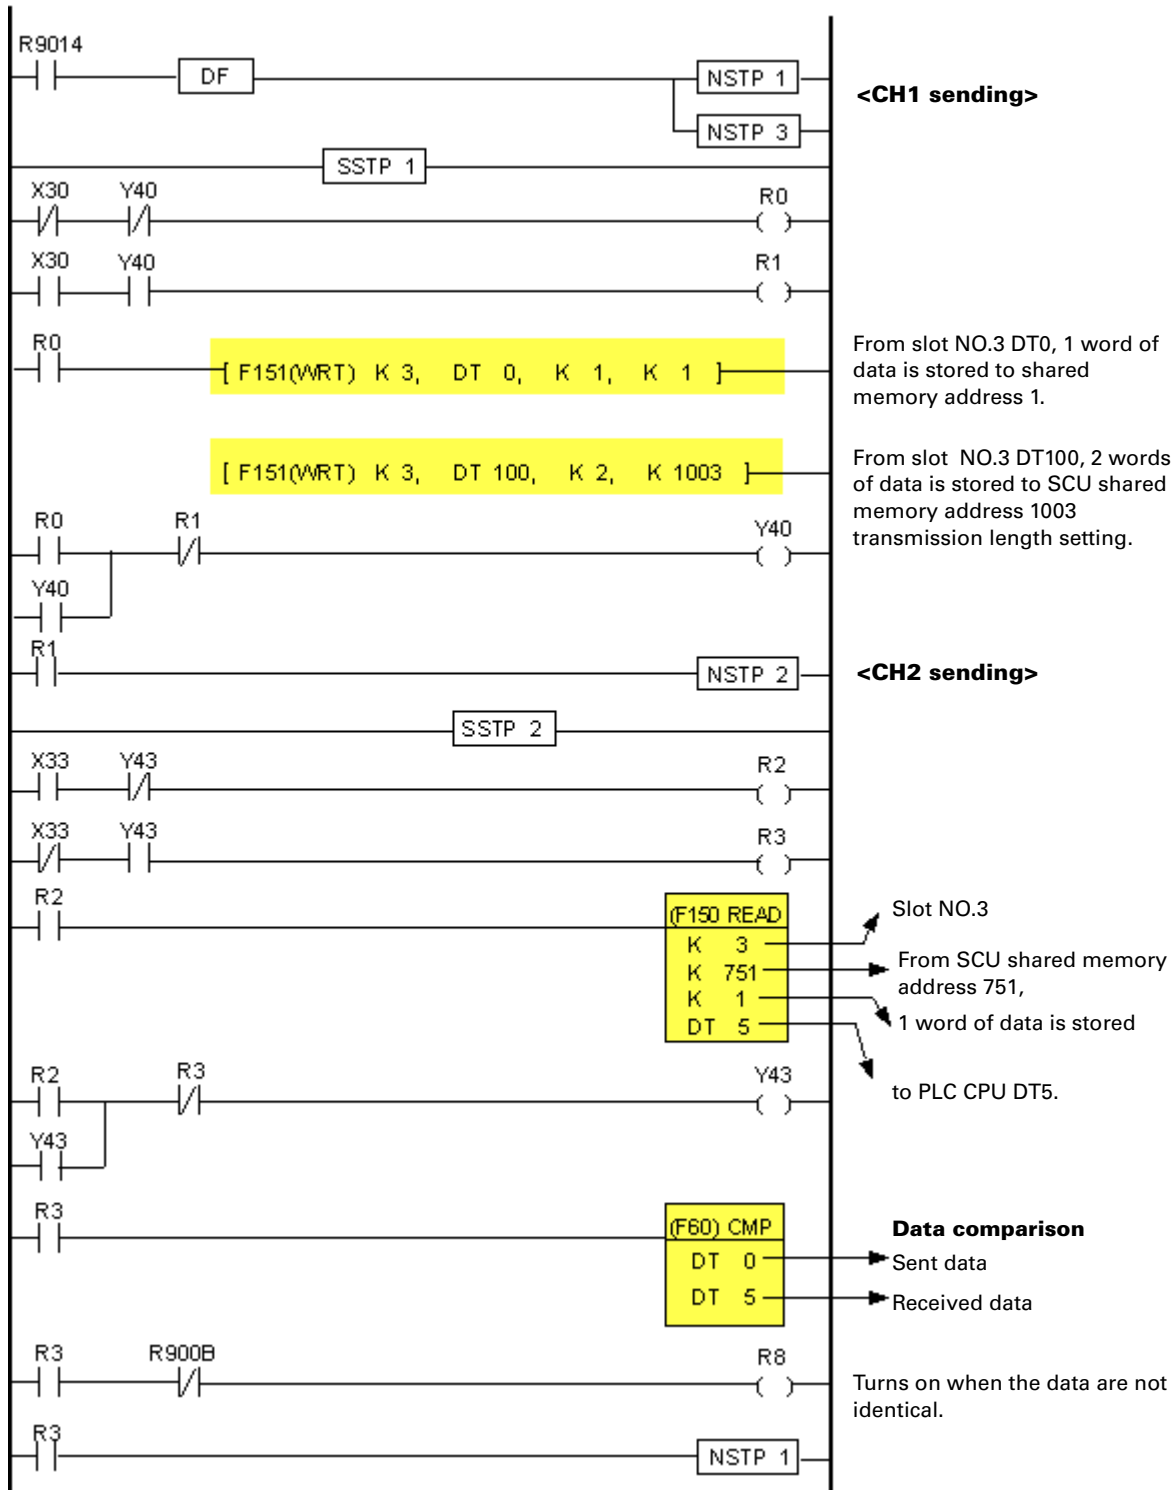 R9014
DF
NSTP 1
<CH1 sending>
NSTP 3
SSTP 1
X30 Y40 R0
X30 Y40 R1
R0
[ F151(WRT) K 3, DT 0, K 1, K 1 ]
From slot NO.3 DT0, 1 word of
data is stored to shared
memory address 1.
[ F151(WRT) K 3, DT 100, K 2, K 1003 ]
From slot NO.3 DT100, 2 words
of data is stored to SCU shared
memory address 1003
transmission length setting.
R0 R1 Y40
Y40
R1
NSTP 2
<CH2 sending>
SSTP 2
X33 Y43 R2
X33 Y43 R3
R2
(F150 READ
K 3
K 751
K 1
DT 5
Slot NO.3
From SCU shared memory
address 751,
1 word of data is stored
to PLC CPU DT5.
R2 R3 Y43
Y43
R3
(F60) CMP
DT 0
DT 5
Data comparison
Sent data
Received data
R3 R900B R8
Turns on when the data are not
identical.
R3
NSTP 1